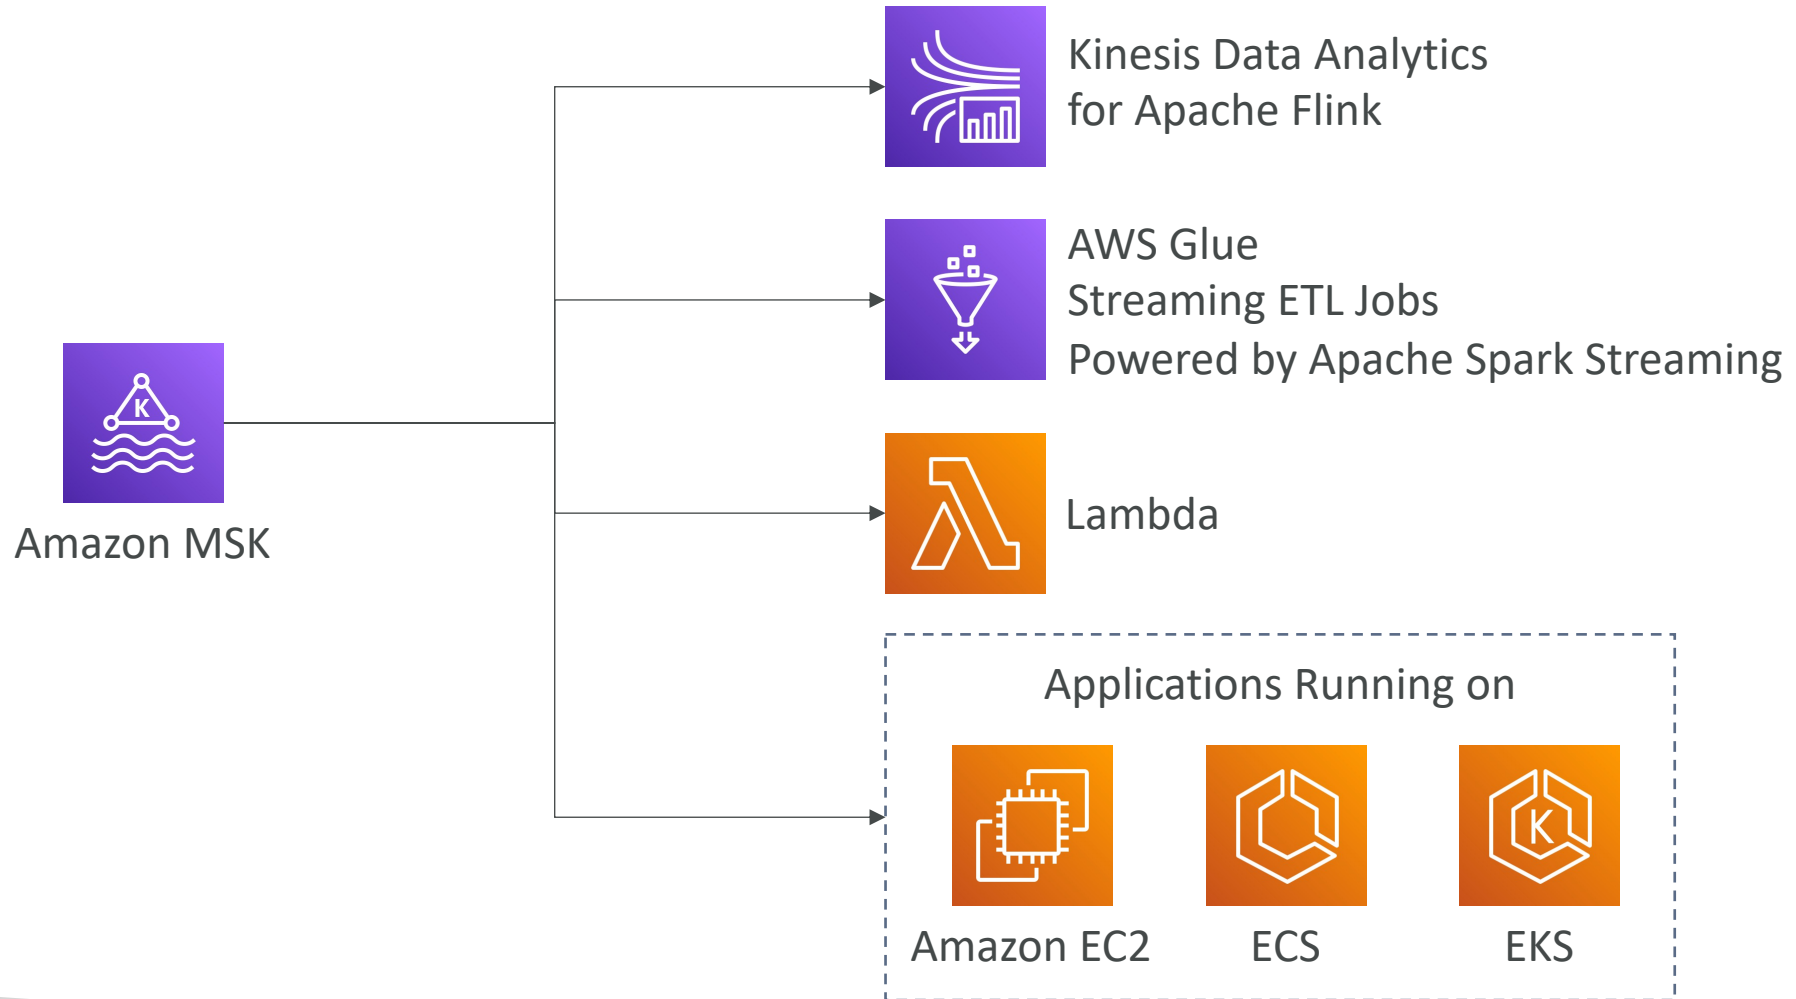 Kinesis Data Analytics
for Apache Flink
AWS Glue
Streaming ETL Jobs
Powered by Apache Spark Streaming
K
Amazon MSK
Lambda
Applications Running on
K
Amazon EC2
ECS
EKS